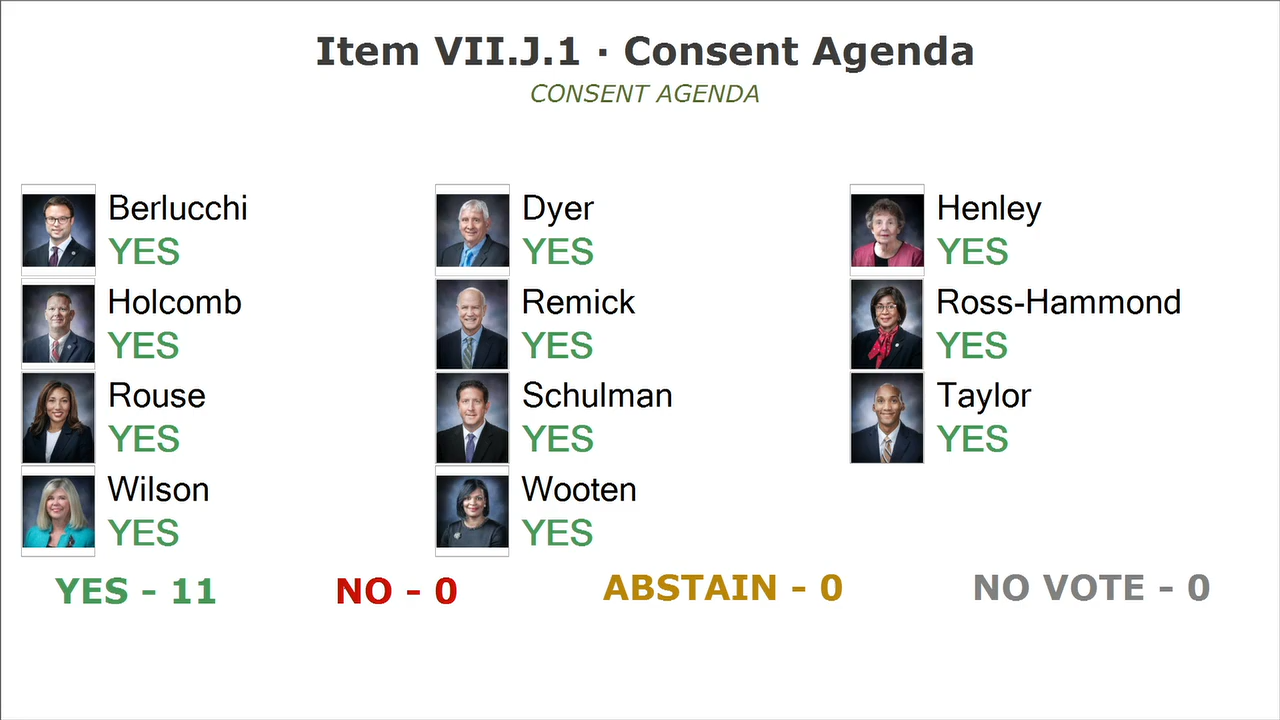 Item VII.J.1 · Consent Agenda
CONSENT AGENDA
Berlucchi
YES
Dyer
YES
Henley
YES
Holcomb
YES
Remick
YES
Ross-Hammond
YES
Rouse
YES
Schulman
YES
Taylor
YES
Wilson
YES
Wooten
YES
YES - 11
NO - 0
ABSTAIN - 0
NO VOTE - 0